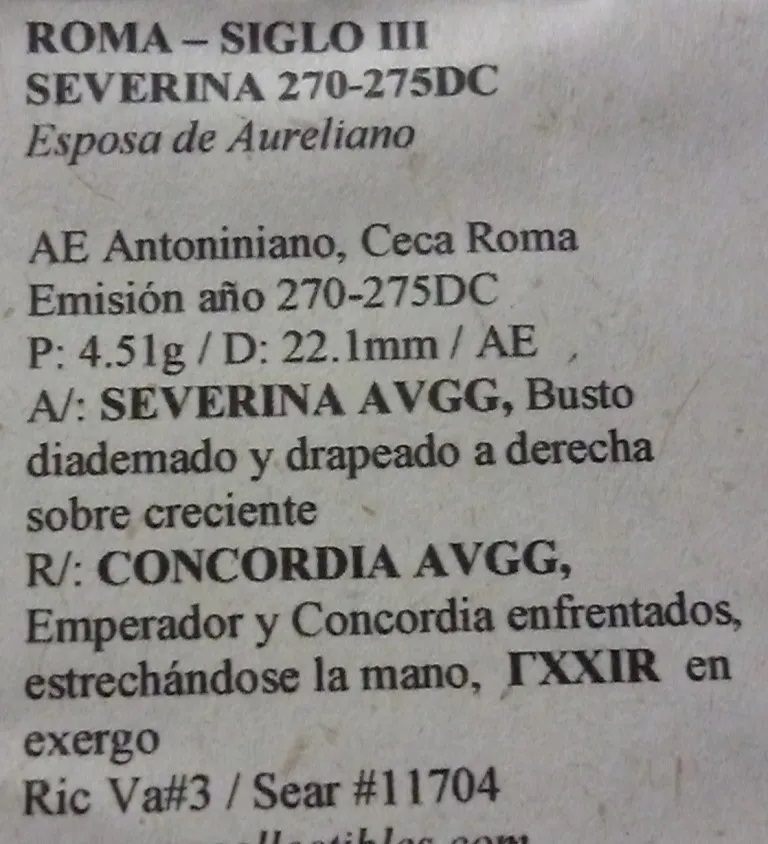 ROMA – SIGLO III
SEVERINA 270-275DC
Esposa de Aureliano
AE Antoniniano, Ceca Roma
Emisión año 270-275DC
P: 4.51g / D: 22.1mm / AE
A/: SEVERINA AVGG, Busto
diademado y drapeado a derecha
sobre creciente
R/: CONCORDIA AVGG,
Emperador y Concordia enfrentados,
estrechándose la mano, ΓXXIR en
exergo
Ric Va#3 / Sear #11704